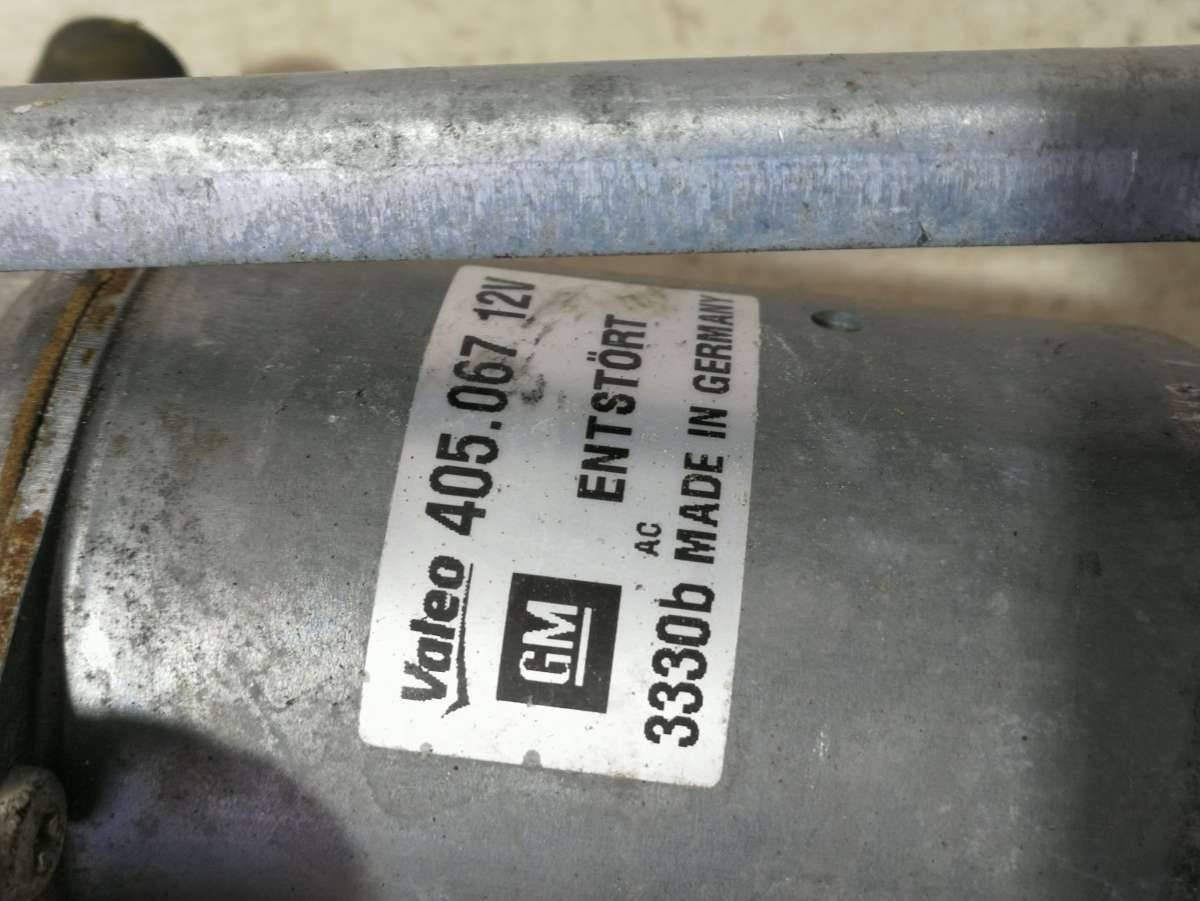 Valeo 405.067 12V
GM ENTSTÖRT
AC
3330b MADE IN GERMANY